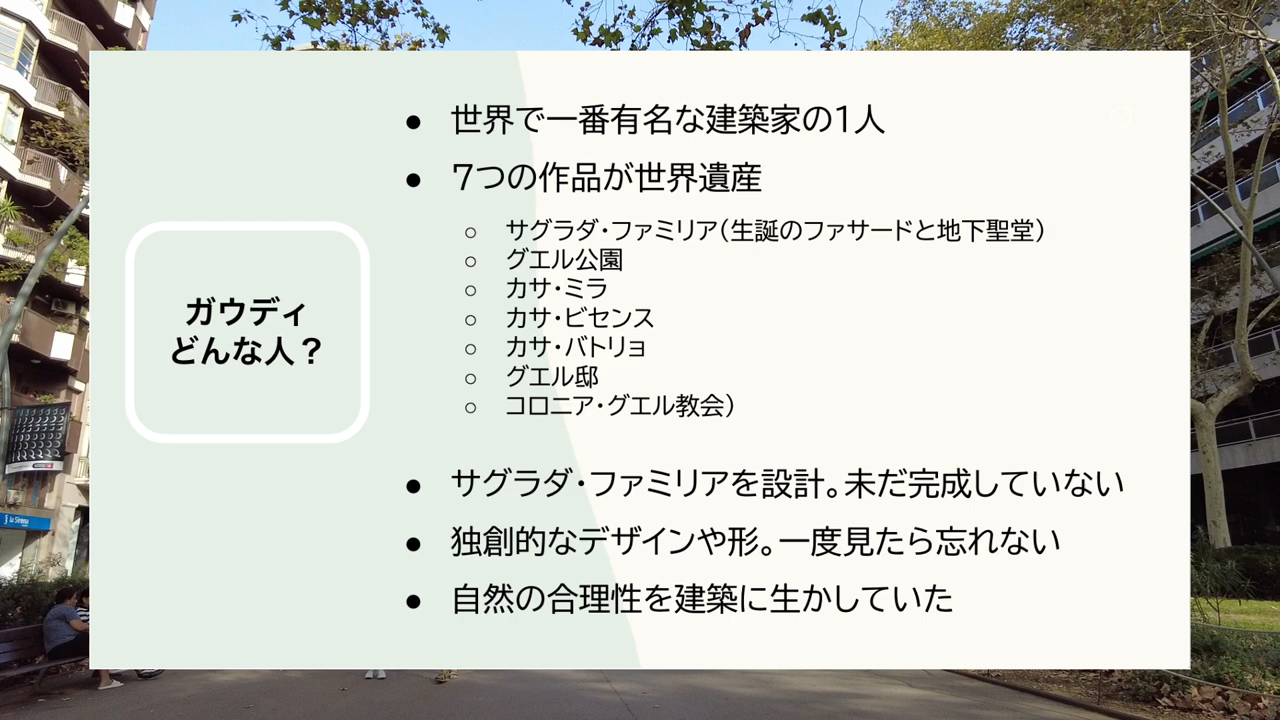 ガウディ
どんな人？
● 世界で一番有名な建築家の1人
● 7つの作品が世界遺産
○ サグラダ・ファミリア（生誕のファサードと地下聖堂）
○ グエル公園
○ カサ・ミラ
○ カサ・ビセンス
○ カサ・バトリョ
○ グエル邸
○ コロニア・グエル教会）
● サグラダ・ファミリアを設計。未だ完成していない
● 独創的なデザインや形。一度見たら忘れない
● 自然の合理性を建築に生かしていた
la Sirena